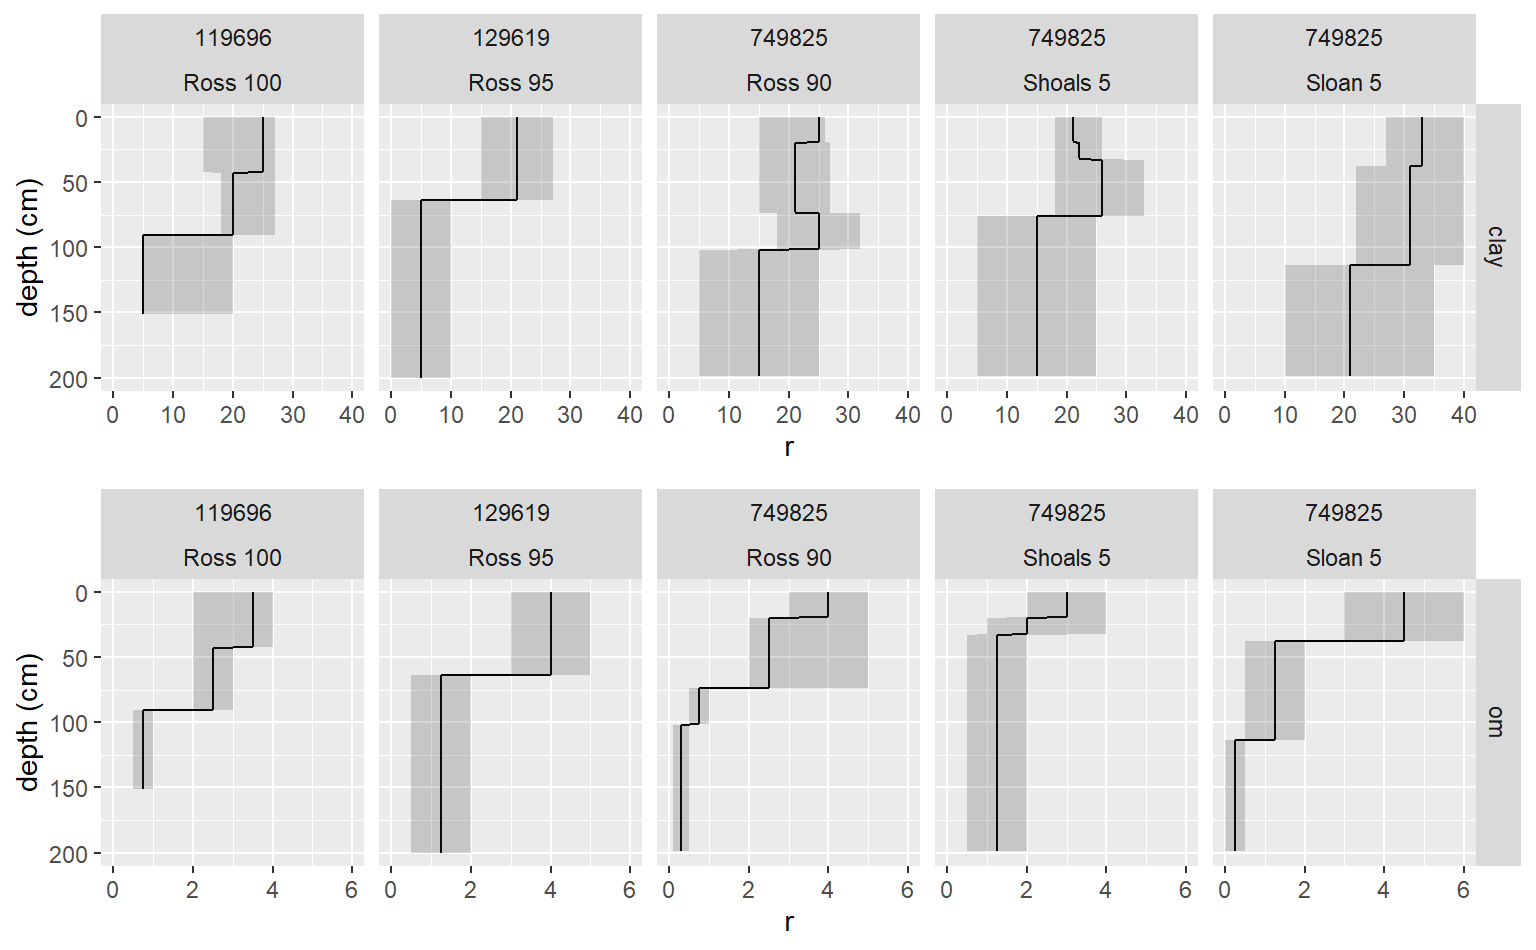 119696 129619 749825 749825 749825
Ross 100 Ross 95 Ross 90 Shoals 5 Sloan 5
0
50
100
150
200
depth (cm)
clay
0 10 20 30 40 0 10 20 30 40 0 10 20 30 40 0 10 20 30 40 0 10 20 30 40
r
119696 129619 749825 749825 749825
Ross 100 Ross 95 Ross 90 Shoals 5 Sloan 5
0
50
100
150
200
depth (cm)
om
0 2 4 6 0 2 4 6 0 2 4 6 0 2 4 6 0 2 4 6
r